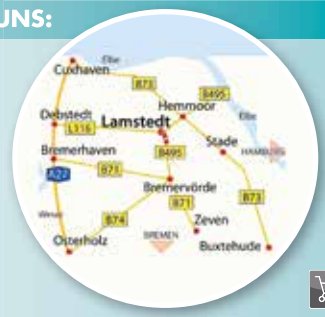 UNS:
Elbe
Cuxhaven
B73
B495
Hemmoor
Elbe
Debstedt
L116
Lamstedt
Stade
HAMBURG
Bremerhaven
B495
B71
A27
Bremervörde
B73
B71
Weser
B74
Zeven
BREMEN
Osterholz
Buxtehude